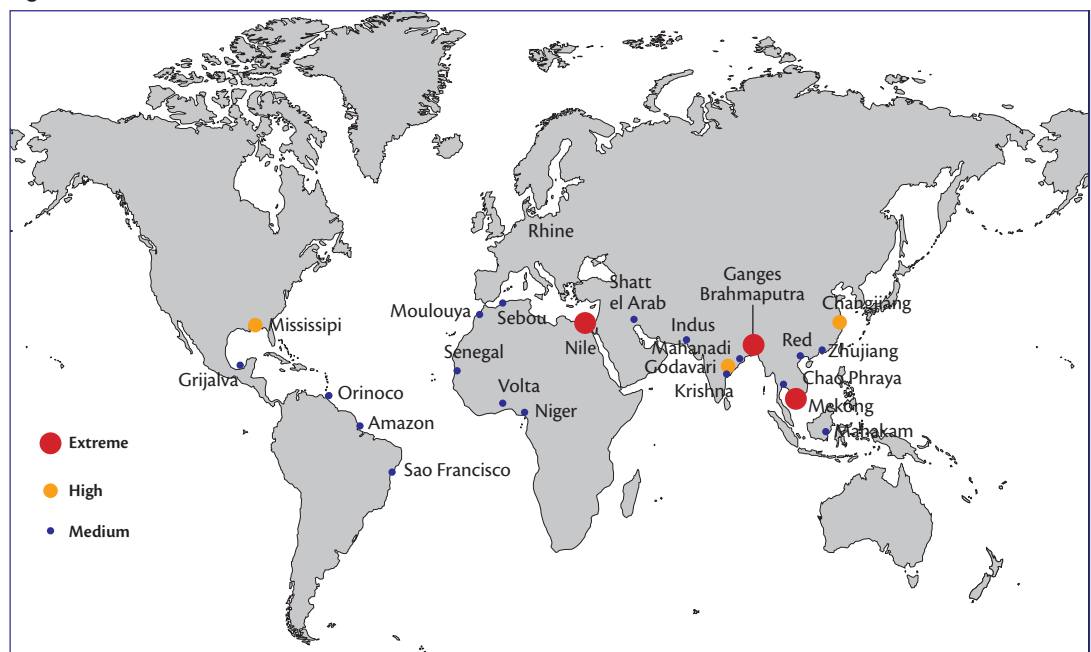 Rhine
Ganges
Brahmaputra
Shatt
el Arab
Changjiang
Moulouya
Sebou
Mississipi
Indus
Red
Nile
Mahanadi
Zhujiang
Senegal
Godavari
Grijalva
Krishna
Chao Phraya
Orinoco
Volta
Mekong
Niger
Amazon
Mahakam
Extreme
Sao Francisco
High
Medium